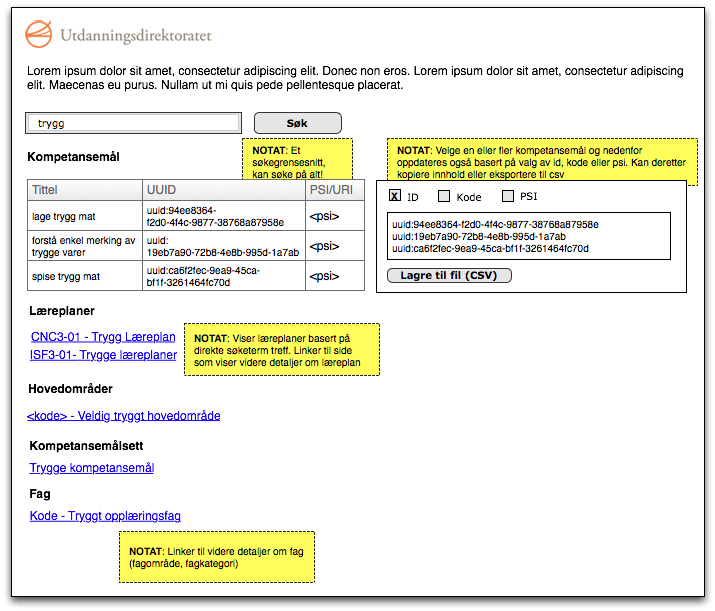 Utdanningsdirektoratet
Lorem ipsum dolor sit amet, consectetur adipiscing elit. Donec non eros. Lorem ipsum dolor sit amet, consectetur adipiscing
elit. Maecenas eu purus. Nullam ut mi quis pede pellentesque placerat.
trygg
Søk
NOTAT: Et
søkegrensesnitt,
kan søke på alt!
NOTAT: Velge en eller fler kompetansemål og nedenfor
oppdateres også basert på valg av id, kode eller psi. Kan deretter
kopiere innhold eller eksportere til csv
Kompetansemål
Tittel UUID PSI/URI
lage trygg mat
uuid:94ee8364-
f2d0-4f4c-9877-38768a87958e
<psi>
forstå enkel merking av
trygge varer
uuid:
19eb7a90-72b8-4e8b-995d-1a7ab
<psi>
spise trygg mat
uuid:ca6f2fec-9ea9-45ca-
bf1f-3261464fc70d
<psi>
X ID Kode PSI
uuid:94ee8364-f2d0-4f4c-9877-38768a87958e
uuid:19eb7a90-72b8-4e8b-995d-1a7ab
uuid:ca6f2fec-9ea9-45ca-bf1f-3261464fc70d
Lagre til fil (CSV)
Læreplaner
CNC3-01 - Trygg Læreplan
ISF3-01- Trygge læreplaner
NOTAT: Viser læreplaner basert på
direkte søketerm treff. Linker til side
som viser videre detaljer om læreplan
Hovedområder
<kode> - Veldig tryggt hovedområde
Kompetansemålsett
Trygge kompetansemål
Fag
Kode - Tryggt opplæringsfag
NOTAT: Linker til videre detaljer om fag
(fagområde, fagkategori)